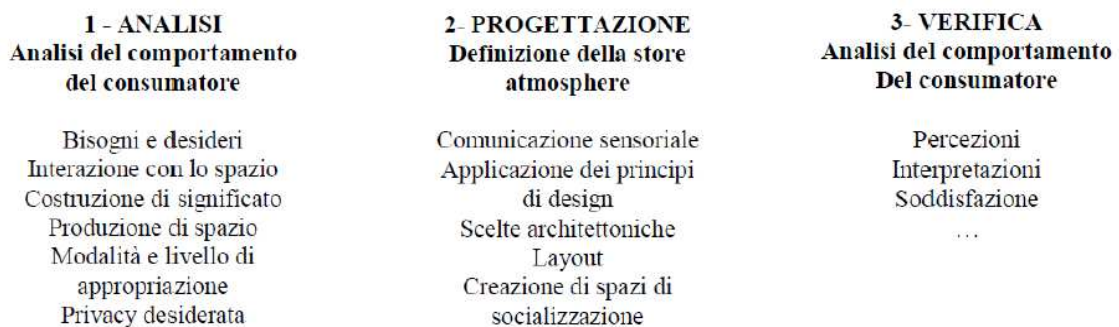 1 - ANALISI
Analisi del comportamento
del consumatore
Bisogni e desideri
Interazione con lo spazio
Costruzione di significato
Produzione di spazio
Modalità e livello di
appropriazione
Privacy desiderata
2- PROGETTAZIONE
Definizione della store
atmosphere
Comunicazione sensoriale
Applicazione dei principi
di design
Scelte architettoniche
Layout
Creazione di spazi di
socializzazione
3- VERIFICA
Analisi del comportamento
Del consumatore
Percezioni
Interpretazioni
Soddisfazione
…